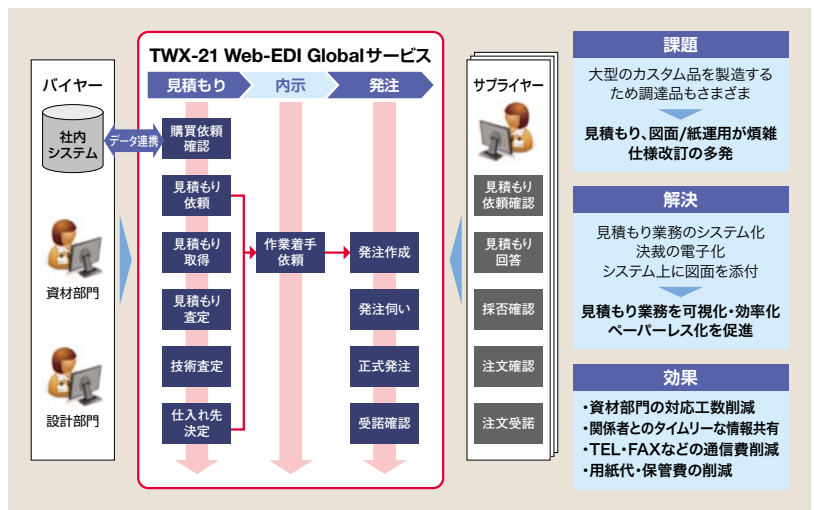 TWX-21 Web-EDI Globalサービス
バイヤー
社内
システム
データ連携
資材部門
設計部門
見積もり
内示
発注
購買依頼
確認
見積もり
依頼
見積もり
取得
見積もり
査定
技術査定
仕入れ先
決定
作業着手
依頼
発注作成
発注伺い
正式発注
受諾確認
サプライヤー
見積もり
依頼確認
見積もり
回答
採否確認
注文確認
注文受諾
課題
大型のカスタム品を製造する
ため調達品もさまざま
見積もり、図面/紙運用が煩雑
仕様改訂の多発
解決
見積もり業務のシステム化
決裁の電子化
システム上に図面を添付
見積もり業務を可視化・効率化
ペーパーレス化を促進
効果
・資材部門の対応工数削減
・関係者とのタイムリーな情報共有
・TEL・FAXなどの通信費削減
・用紙代・保管費の削減